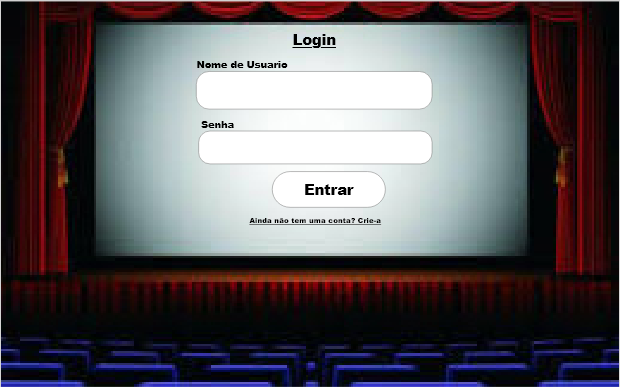 Login
Nome de Usuario
Senha
Entrar
Ainda não tem uma conta? Crie-a